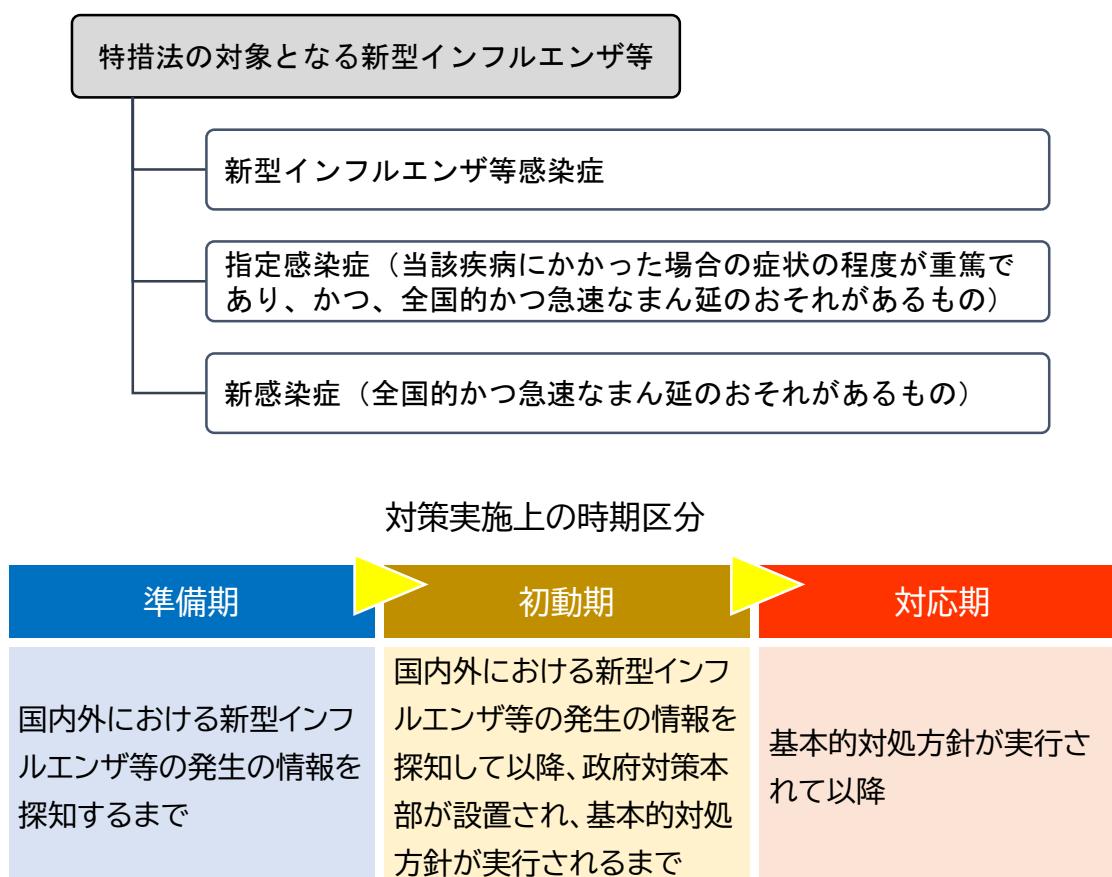 特措法の対象となる新型インフルエンザ等
新型インフルエンザ等感染症
指定感染症（当該疾病にかかった場合の症状の程度が重篤で
あり、かつ、全国的かつ急速なまん延のおそれがあるもの）
新感染症（全国的かつ急速なまん延のおそれがあるもの）
対策実施上の時期区分
準備期
初動期
対応期
国内外における新型インフ
ルエンザ等の発生の情報を
探知するまで
国内外における新型インフ
ルエンザ等の発生の情報を
探知して以降、政府対策本
部が設置され、基本的対処
方針が実行されるまで
基本的対処方針が実行さ
れて以降